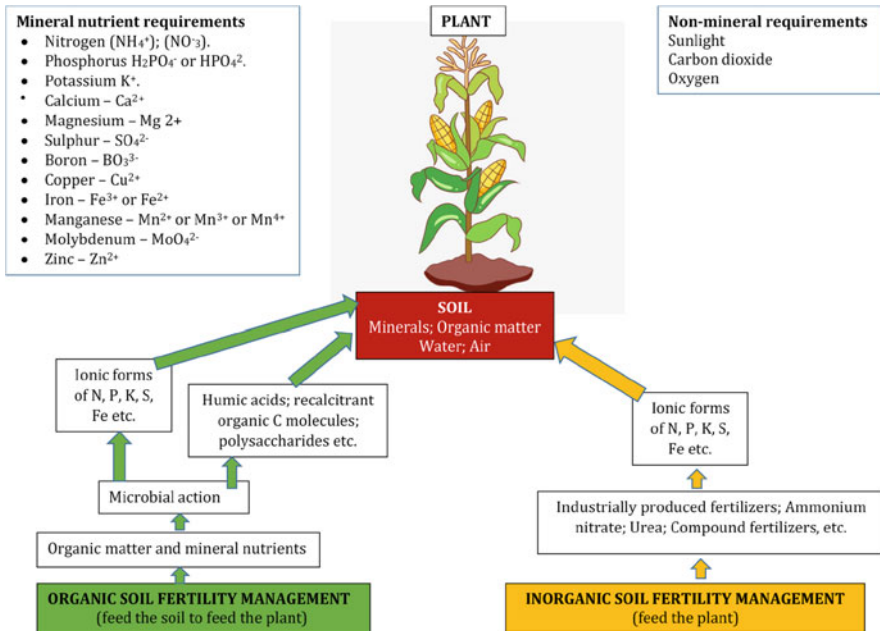 Mineral nutrient requirements
• Nitrogen (NH₄⁺); (NO⁻₃).
• Phosphorus H₂PO₄⁻ or HPO₄².
• Potassium K⁺.
• Calcium – Ca²⁺
• Magnesium – Mg 2+
• Sulphur – SO₄²⁻
• Boron – BO₃³⁻
• Copper – Cu²⁺
• Iron – Fe³⁺ or Fe²⁺
• Manganese – Mn²⁺ or Mn³⁺ or Mn⁴⁺
• Molybdenum – MoO₄²⁻
• Zinc – Zn²⁺
PLANT
Non-mineral requirements
Sunlight
Carbon dioxide
Oxygen
SOIL
Minerals; Organic matter
Water; Air
Ionic forms
of N, P, K, S,
Fe etc.
Humic acids; recalcitrant
organic C molecules;
polysaccharides etc.
Microbial action
Organic matter and mineral nutrients
ORGANIC SOIL FERTILITY MANAGEMENT
(feed the soil to feed the plant)
Ionic forms
of N, P, K, S,
Fe etc.
Industrially produced fertilizers; Ammonium
nitrate; Urea; Compound fertilizers, etc.
INORGANIC SOIL FERTILITY MANAGEMENT
(feed the plant)